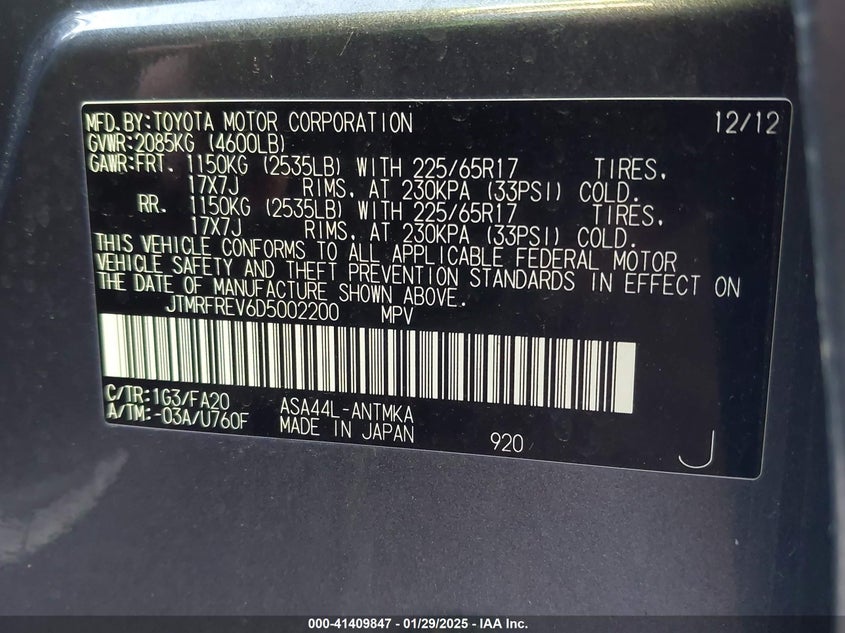 MFD.BY:TOYOTA MOTOR CORPORATION 12/12
GVWR:2085KG (4600LB)
GAWR:FRT. 1150KG (2535LB) WITH 225/65R17 TIRES,
17X7J RIMS, AT 230KPA (33PSI) COLD.
RR. 1150KG (2535LB) WITH 225/65R17 TIRES,
17X7J RIMS, AT 230KPA (33PSI) COLD.
THIS VEHICLE CONFORMS TO ALL APPLICABLE FEDERAL MOTOR
VEHICLE SAFETY AND THEFT PREVENTION STANDARDS IN EFFECT ON
THE DATE OF MANUFACTURE SHOWN ABOVE.
JTMRFREV6D5002200 MPV
C/TR:1G3/FA20 ASA44L-ANTMKA
A/TM:-03A/U760F MADE IN JAPAN 920 J
000-41409847 - 01/29/2025 - IAA Inc.